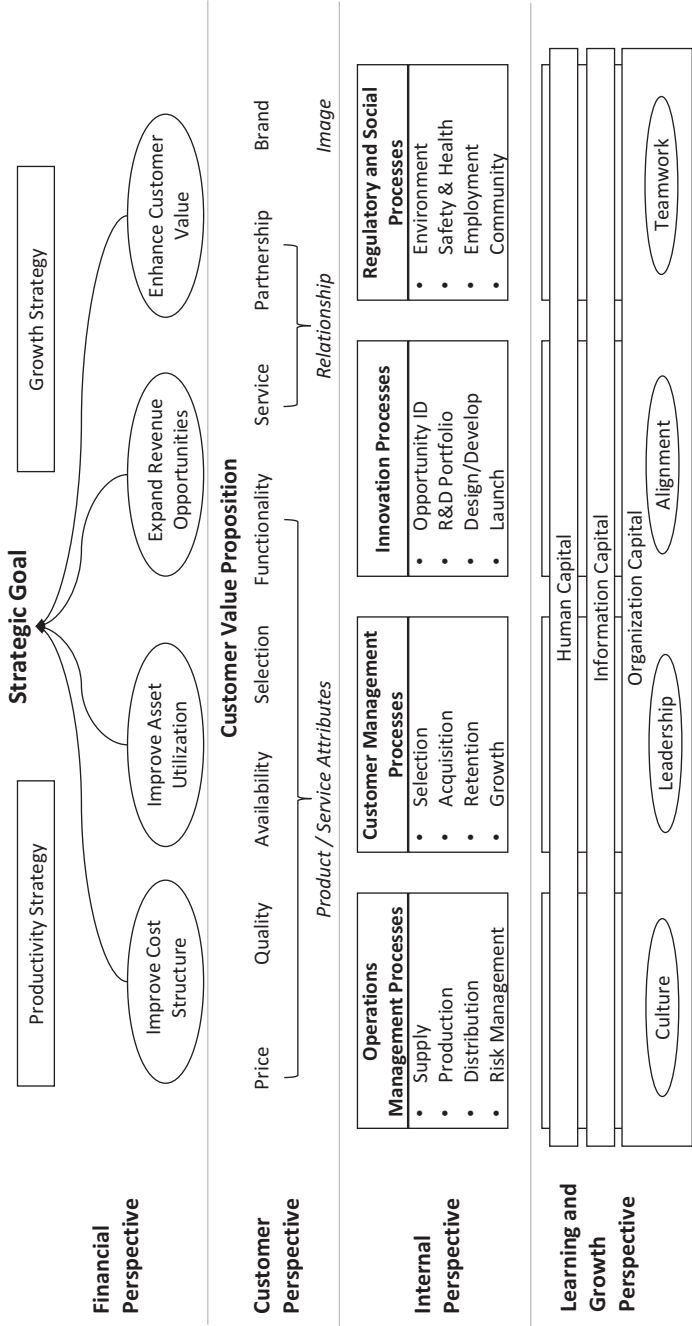 Strategic Goal
Productivity Strategy
Growth Strategy
Financial
Perspective
Improve Cost
Structure
Improve Asset
Utilization
Expand Revenue
Opportunities
Enhance Customer
Value
Customer Value Proposition
Customer
Perspective
Price
Quality
Availability
Selection
Functionality
Service
Partnership
Brand
Product / Service Attributes
Relationship
Image
Internal
Perspective
Operations
Management Processes
• Supply
• Production
• Distribution
• Risk Management
Customer Management
Processes
• Selection
• Acquisition
• Retention
• Growth
Innovation Processes
• Opportunity ID
• R&D Portfolio
• Design/Develop
• Launch
Regulatory and Social
Processes
• Environment
• Safety & Health
• Employment
• Community
Learning and
Growth
Perspective
Human Capital
Information Capital
Organization Capital
Culture
Leadership
Alignment
Teamwork